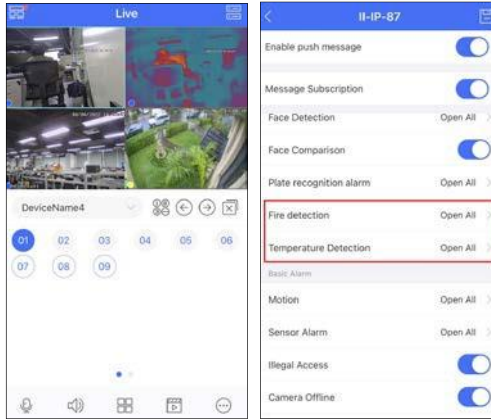 Live
DeviceName4
01 02 03 04 05 06
07 08 09
II-IP-87
Enable push message
Message Subscription
Face Detection Open All
Face Comparison
Plate recognition alarm Open All
Fire detection Open All
Temperature Detection Open All
Basic Alarm
Motion Open All
Sensor Alarm Open All
Illegal Access
Camera Offline